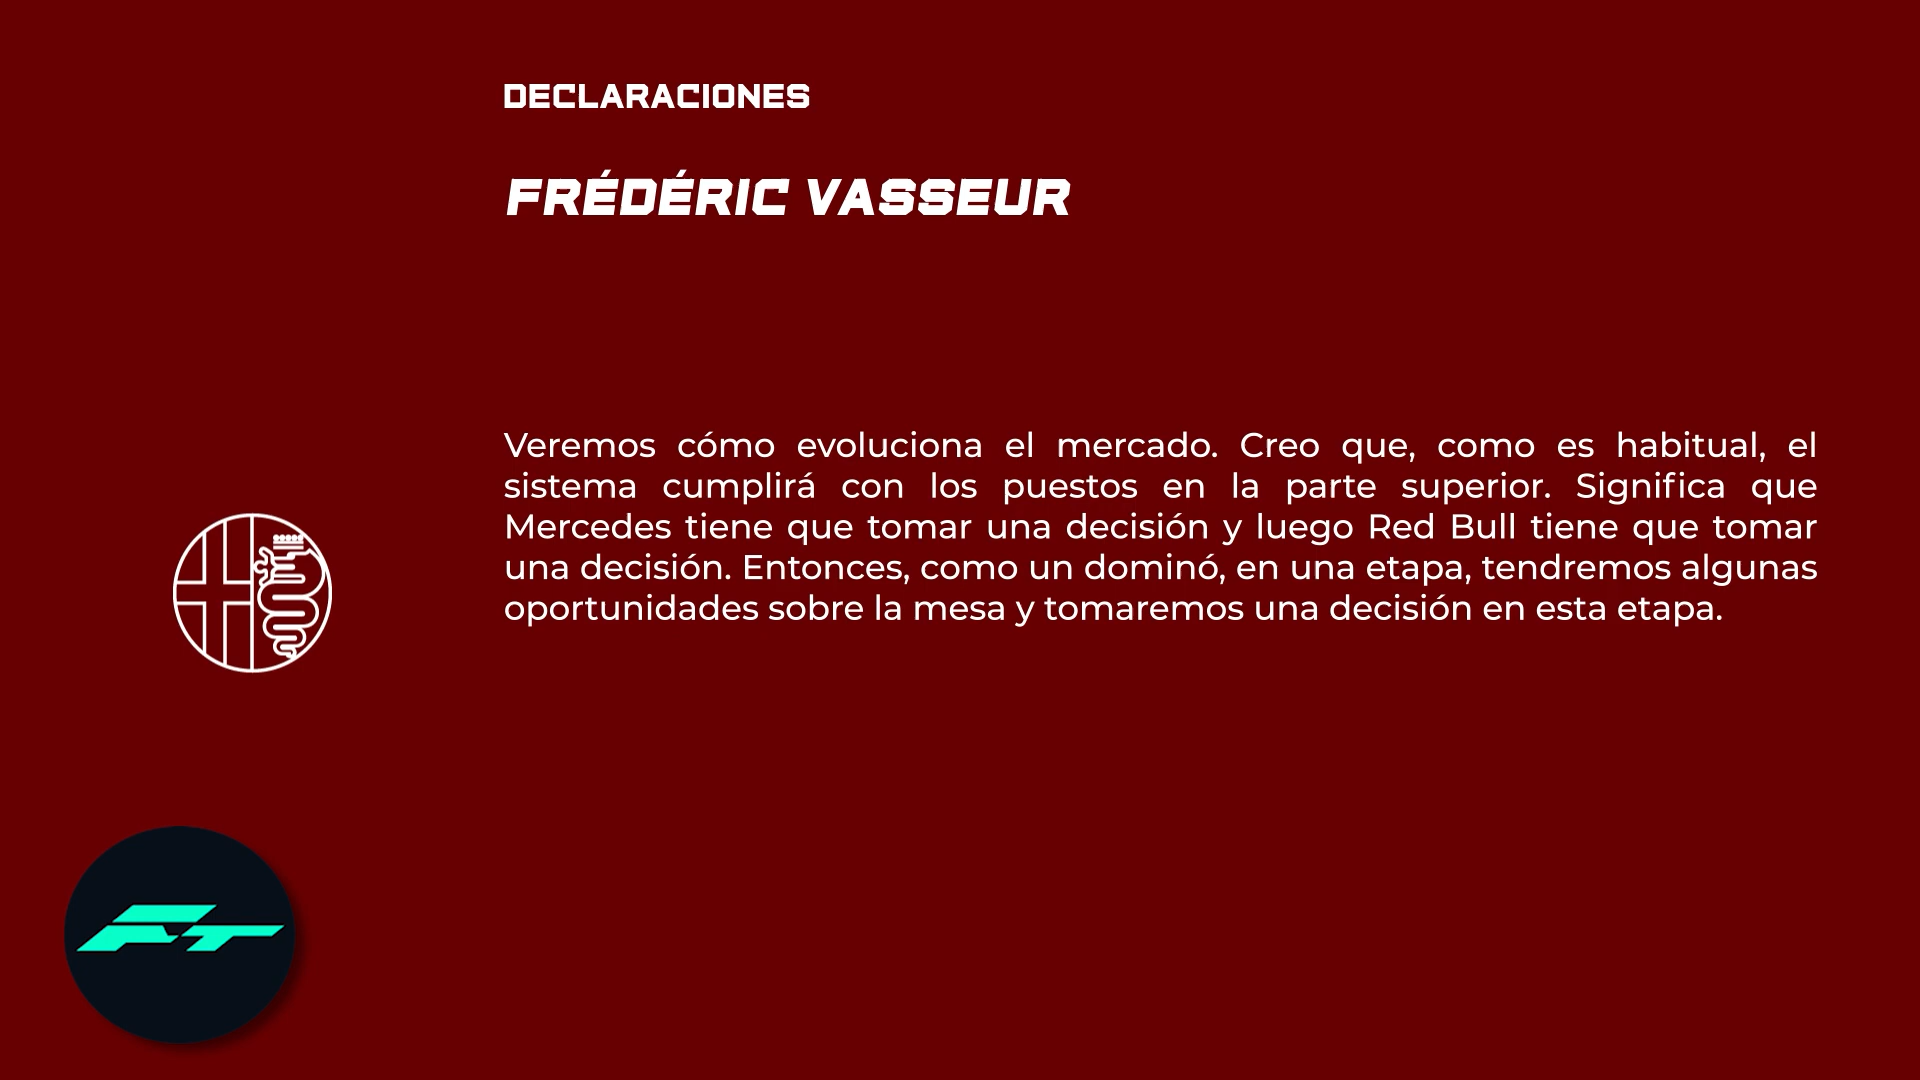 DECLARACIONES
FRÉDÉRIC VASSEUR
Veremos cómo evoluciona el mercado. Creo que, como es habitual, el
sistema cumplirá con los puestos en la parte superior. Significa que
Mercedes tiene que tomar una decisión y luego Red Bull tiene que tomar
una decisión. Entonces, como un dominó, en una etapa, tendremos algunas
oportunidades sobre la mesa y tomaremos una decisión en esta etapa.
FT